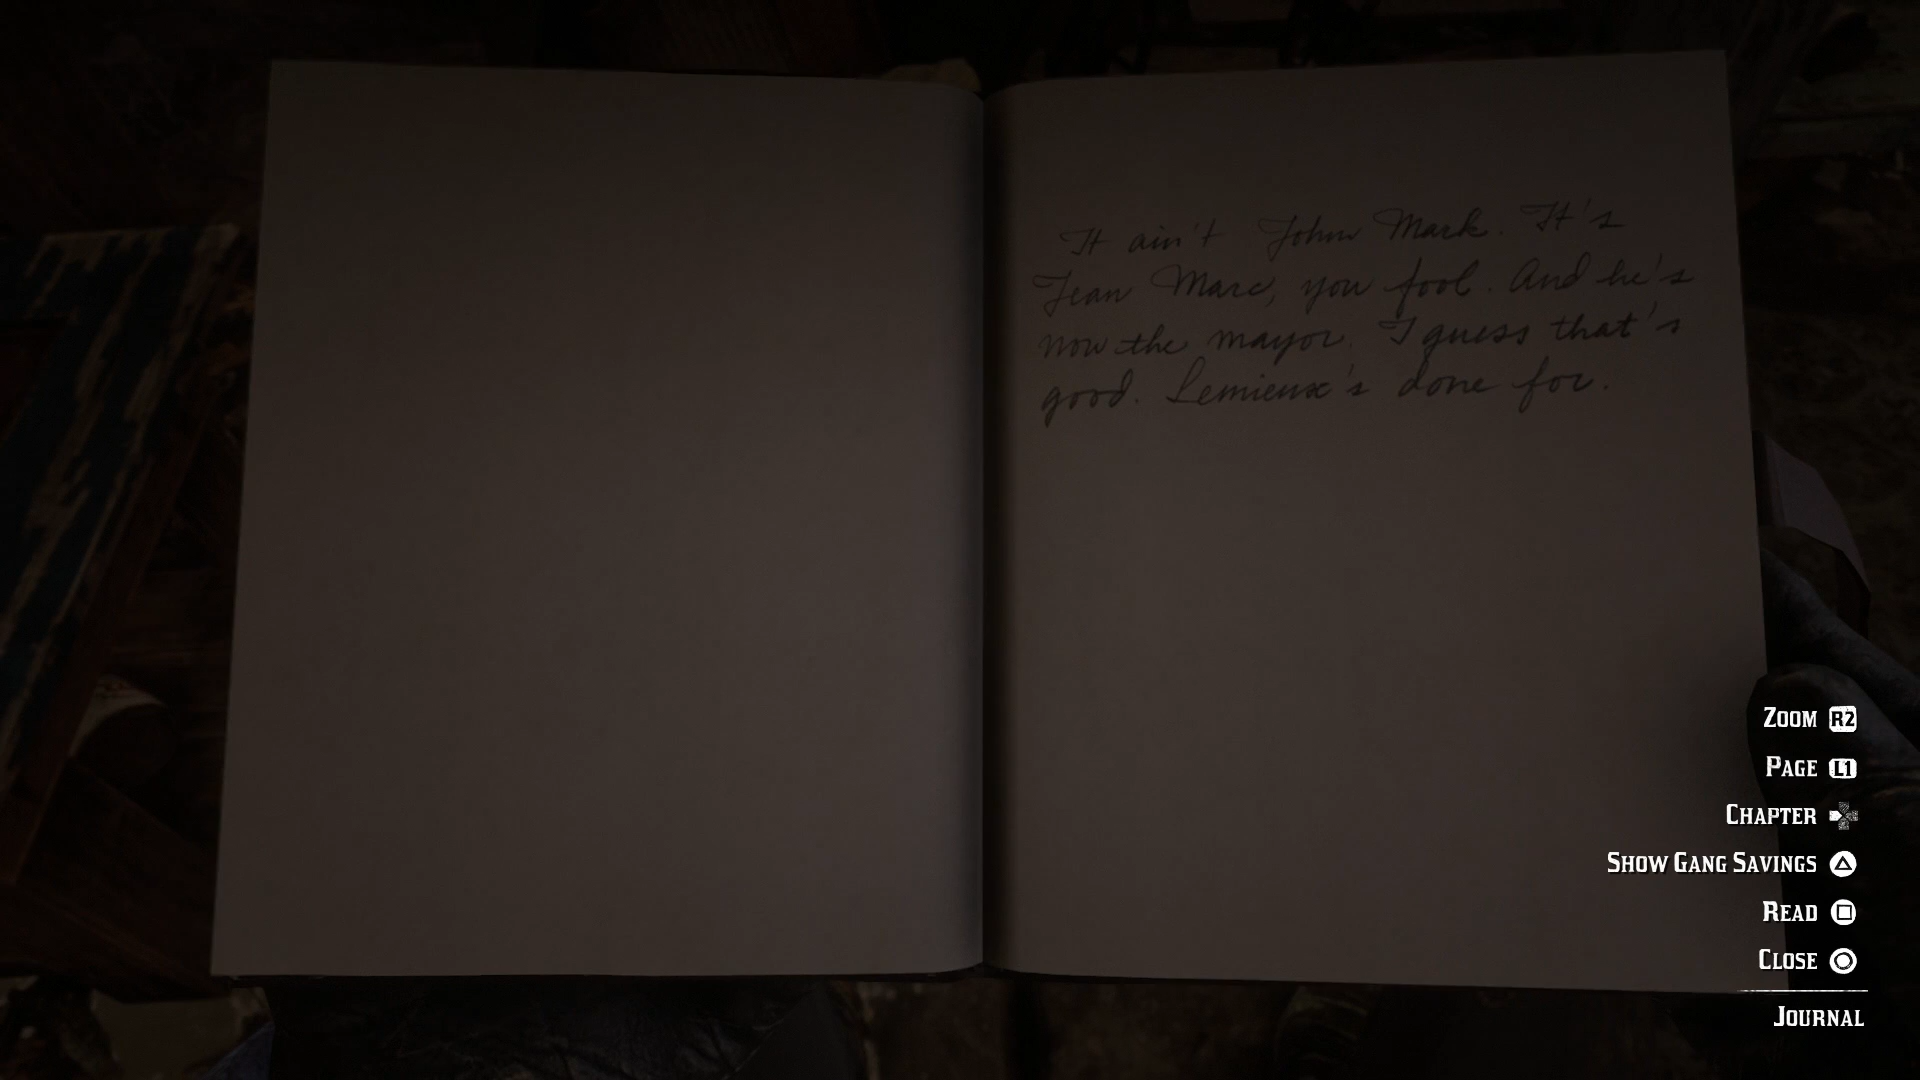 It ain't John Mark. It's
Jean Marc, you fool. And he's
now the mayor. I guess that's
good. Lemieux's done for.
Zoom R2
Page L1
Chapter
Show Gang Savings
Read
Close
Journal